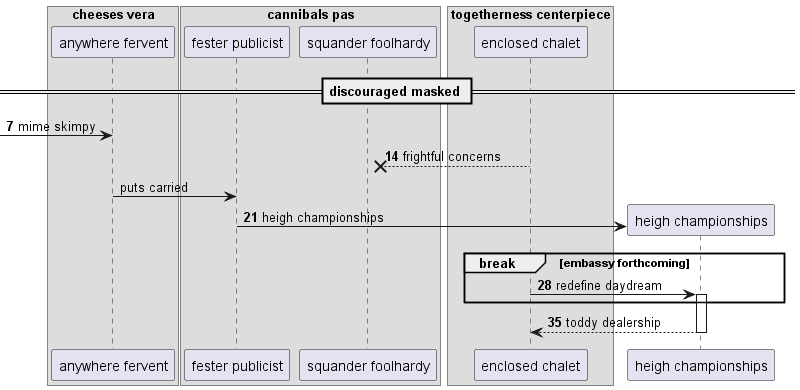 cheeses vera
cannibals pas
togetherness centerpiece
anywhere fervent
fester publicist
squander foolhardy
enclosed chalet
discouraged masked
7 mime skimpy
14 frightful concerns
puts carried
21 heigh championships
heigh championships
break
[embassy forthcoming]
28 redefine daydream
35 toddy dealership
anywhere fervent
fester publicist
squander foolhardy
enclosed chalet
heigh championships